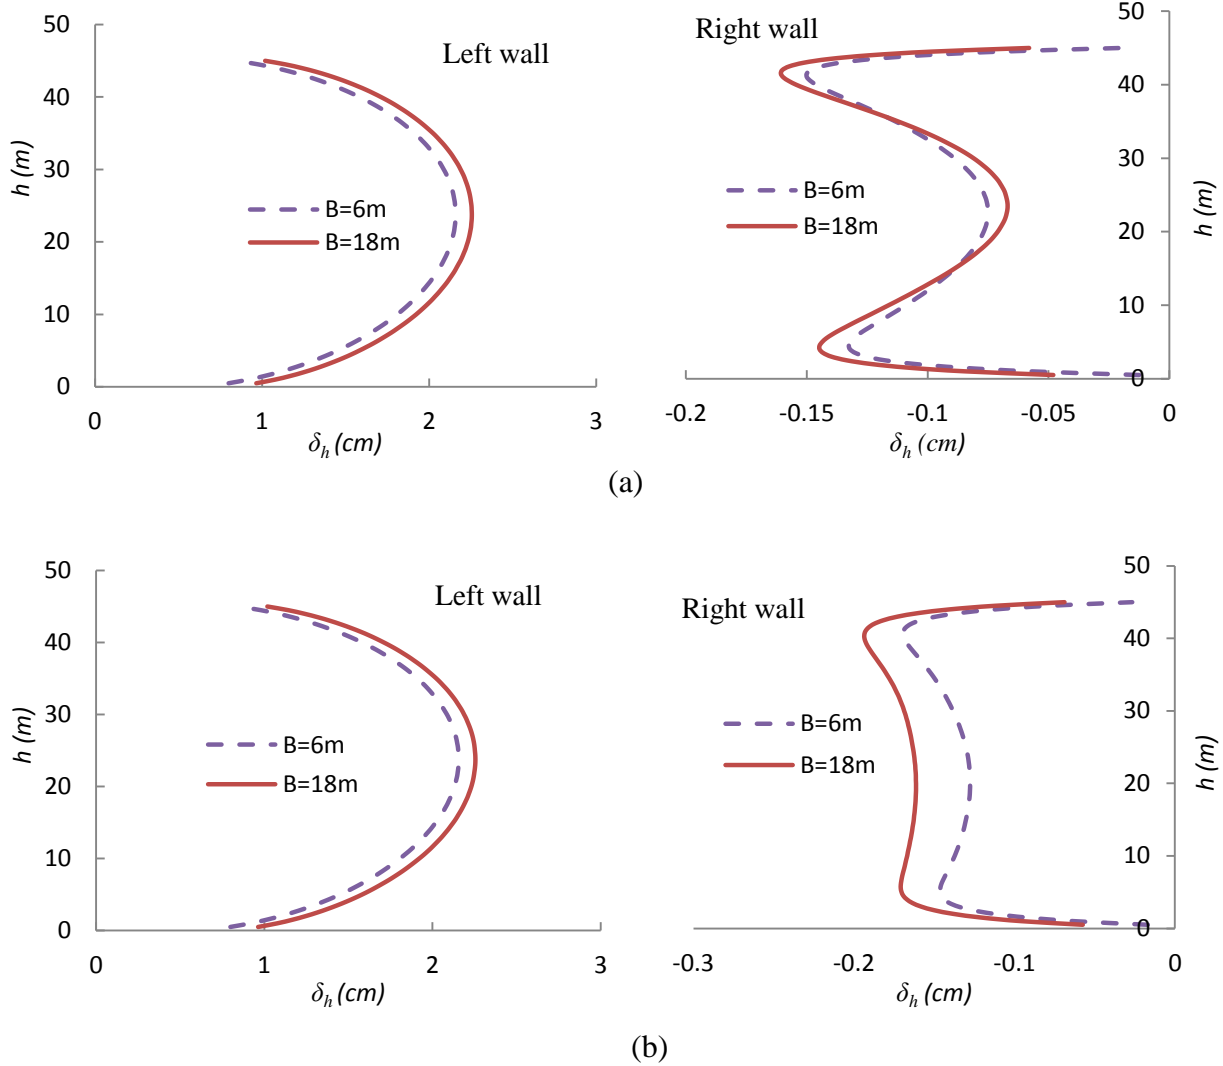 50
40
30
20
10
0
h (m)
Left wall
B=6m
B=18m
0 1 2 3
δh (cm)
Right wall
50
40
30
20
10
0
h (m)
B=6m
B=18m
-0.2 -0.15 -0.1 -0.05 0
δh (cm)
(a)
50
40
30
20
10
0
h (m)
Left wall
B=6m
B=18m
0 1 2 3
δh (cm)
Right wall
50
40
30
20
10
0
h (m)
B=6m
B=18m
-0.3 -0.2 -0.1 0
δh (cm)
(b)